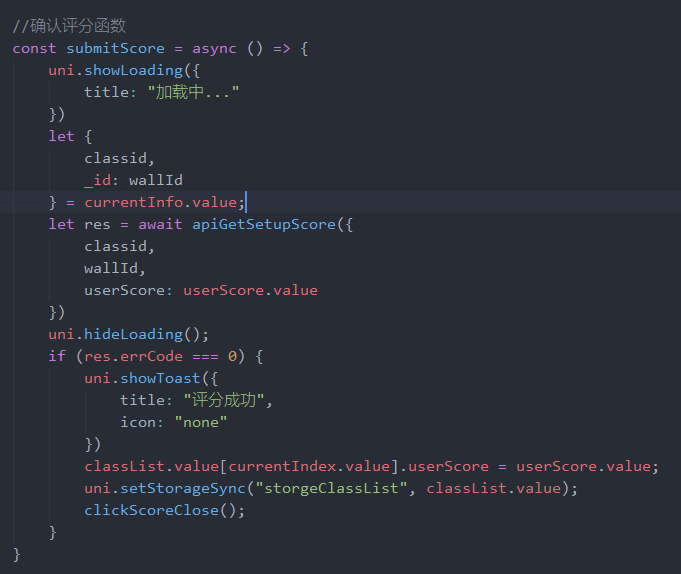 //确认评分函数
const submitScore = async () => {
    uni.showLoading({
        title: "加载中..."
    })
    let {
        classid,
        _id: wallId
    } = currentInfo.value;
    let res = await apiGetSetupScore({
        classid,
        wallId,
        userScore: userScore.value
    })
    uni.hideLoading();
    if (res.errCode === 0) {
        uni.showToast({
            title: "评分成功",
            icon: "none"
        })
        classList.value[currentIndex.value].userScore = userScore.value;
        uni.setStorageSync("storgeClassList", classList.value);
        clickScoreClose();
    }
}